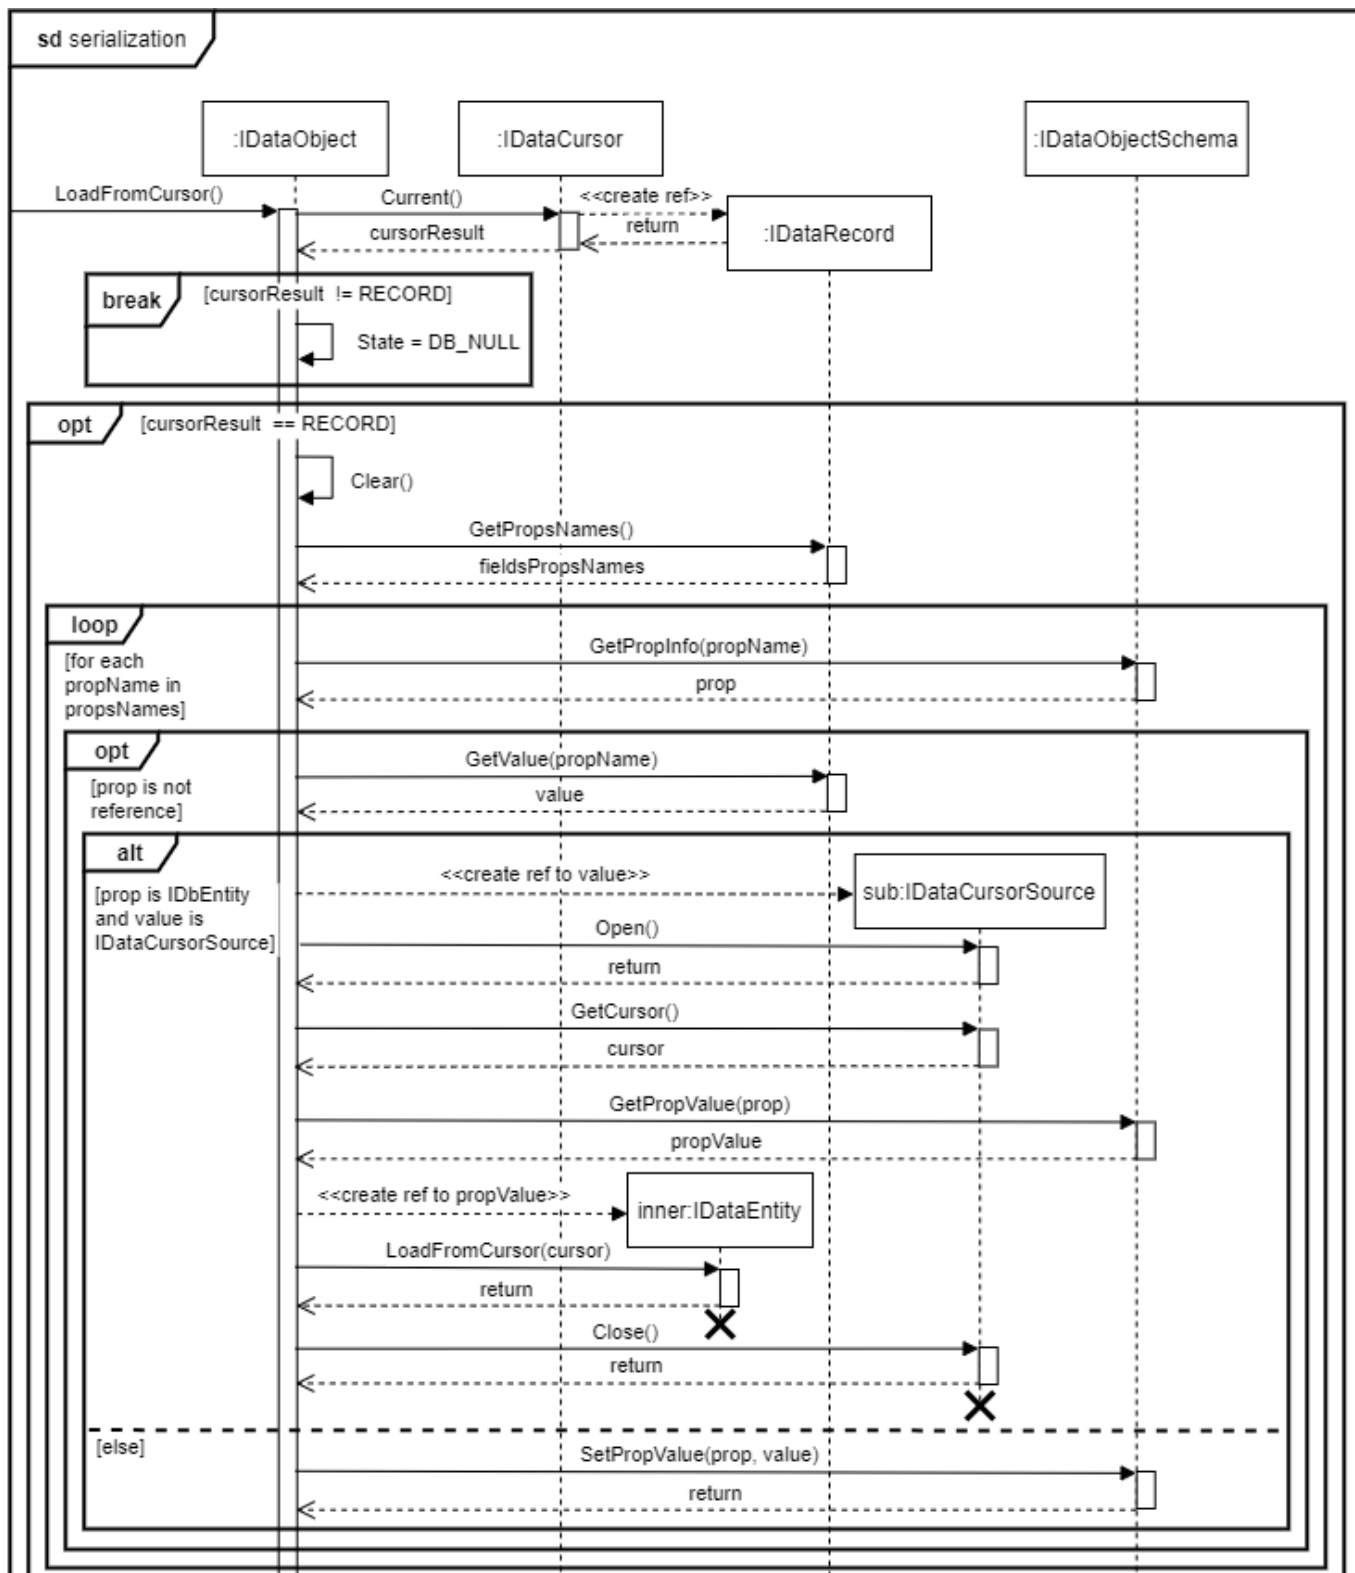 sd serialization
:IDataObject
:IDataCursor
:IDataObjectSchema
LoadFromCursor()
Current()
<<create ref>>
:IDataRecord
cursorResult
return
break
[cursorResult != RECORD]
State = DB_NULL
opt
[cursorResult == RECORD]
Clear()
GetPropsNames()
fieldsPropsNames
loop
[for each
propName in
propsNames]
GetPropInfo(propName)
prop
opt
[prop is not
reference]
GetValue(propName)
value
alt
[prop is IDbEntity
and value is
IDataCursorSource]
<<create ref to value>>
sub:IDataCursorSource
Open()
return
GetCursor()
cursor
GetPropValue(prop)
propValue
<<create ref to propValue>>
inner:IDataEntity
LoadFromCursor(cursor)
return
Close()
return
[else]
SetPropValue(prop, value)
return